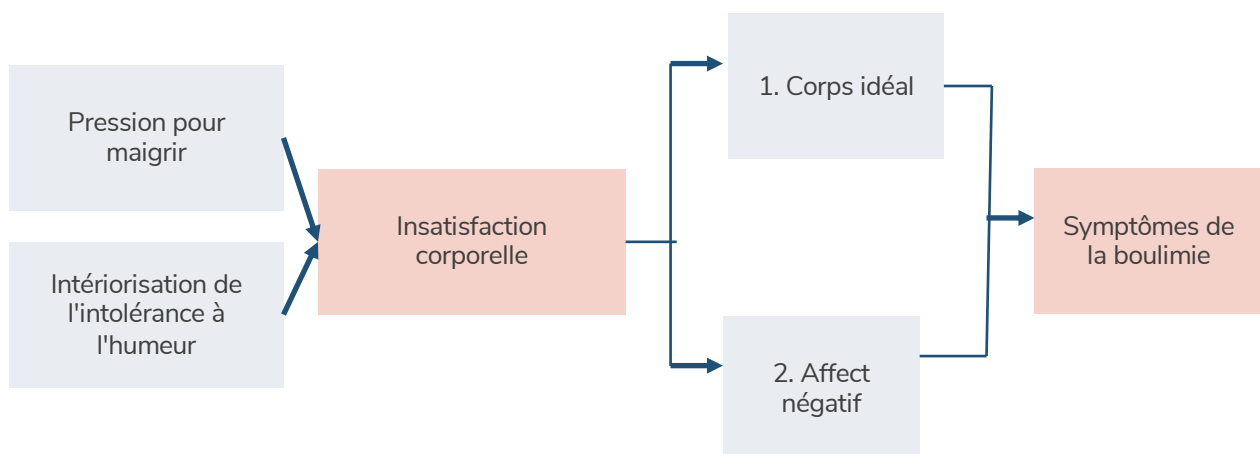 Pression pour
maigrir
Intériorisation de
l'intolérance à
l'humeur
Insatisfaction
corporelle
1. Corps idéal
2. Affect
négatif
Symptômes de
la boulimie